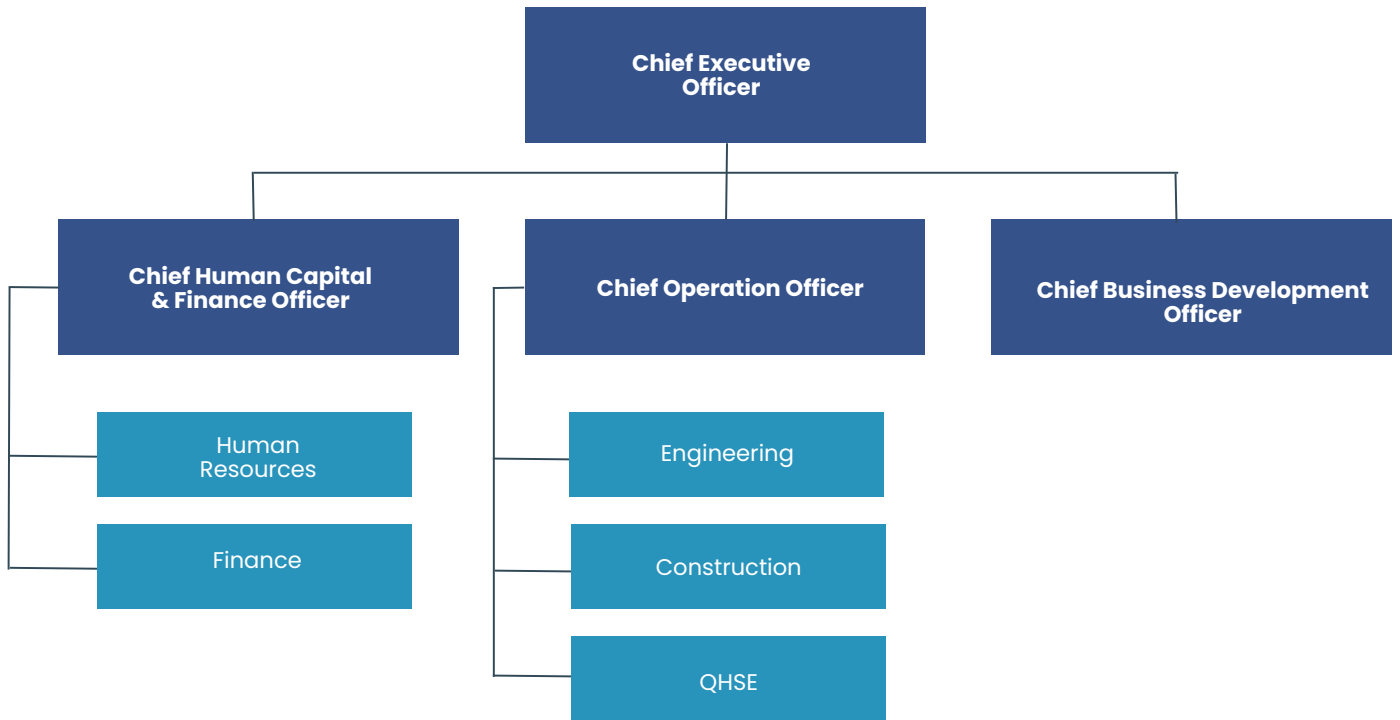 Chief Executive
Officer
Chief Human Capital
& Finance Officer
Chief Operation Officer
Chief Business Development
Officer
Human
Resources
Finance
Engineering
Construction
QHSE